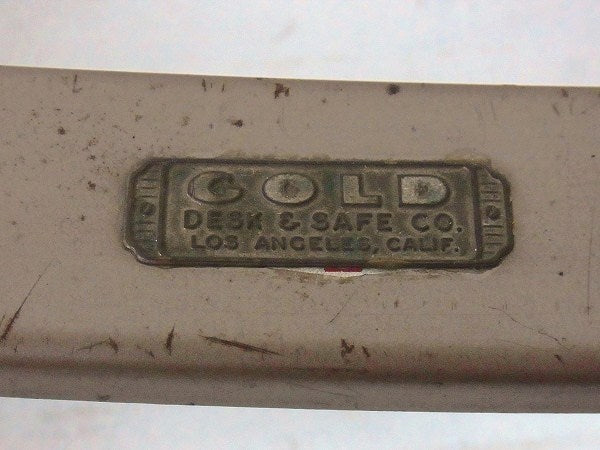 GOLD
DESK & SAFE CO.
LOS ANGELES, CALIF.